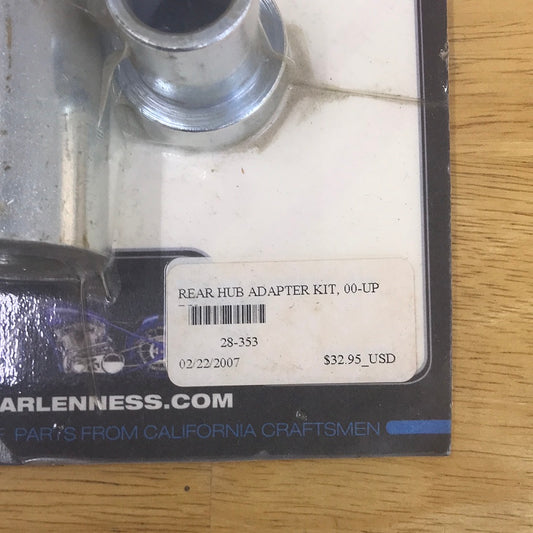 REAR HUB ADAPTER KIT, 00-UP
28-353
02/22/2007 $32.95_USD
ARLENNESS.COM
PARTS FROM CALIFORNIA CRAFTSMEN